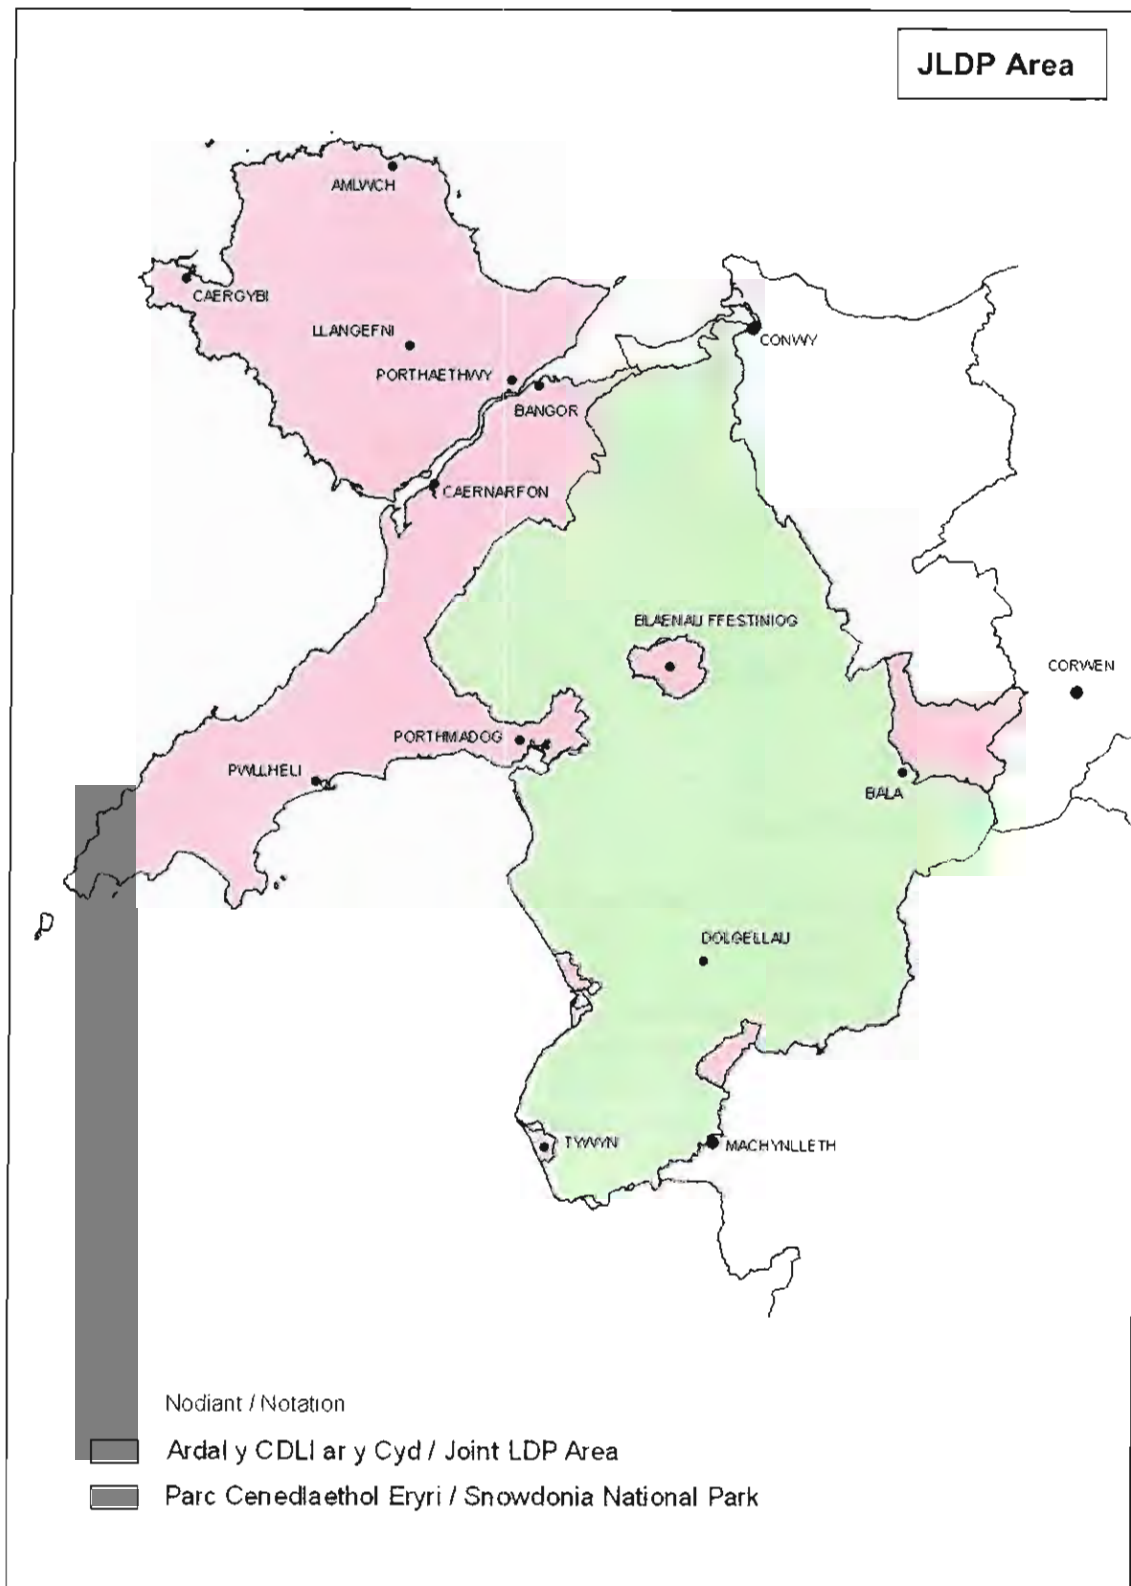 JLDP Area
AMLWCH
CAERGYBI
LLANGEFNI
CONWY
PORTHAETHWY
BANGOR
CAERNARFON
BLAENAU FFESTINIOG
CORWEN
PORTHMADOG
PWLLHELI
BALA
DOLGELLAU
TYWYN
MACHYNLLETH
Nodiant / Notation
Ardal y CDLl ar y Cyd / Joint LDP Area
Parc Cenedlaethol Eryri / Snowdonia National Park